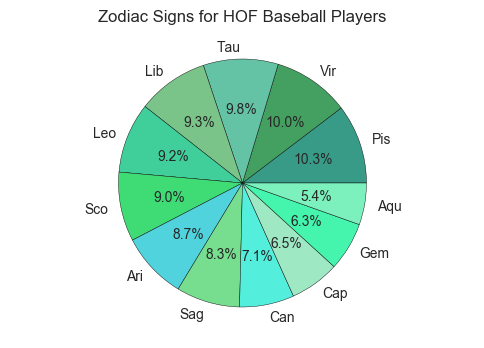 Zodiac Signs for HOF Baseball Players
Tau
Lib
Vir
Leo
Pis
Sco
Aqu
Ari
Gem
Sag
Can
Cap
9.8%
9.3%
10.0%
9.2%
10.3%
9.0%
5.4%
8.7%
6.3%
8.3%
7.1%
6.5%